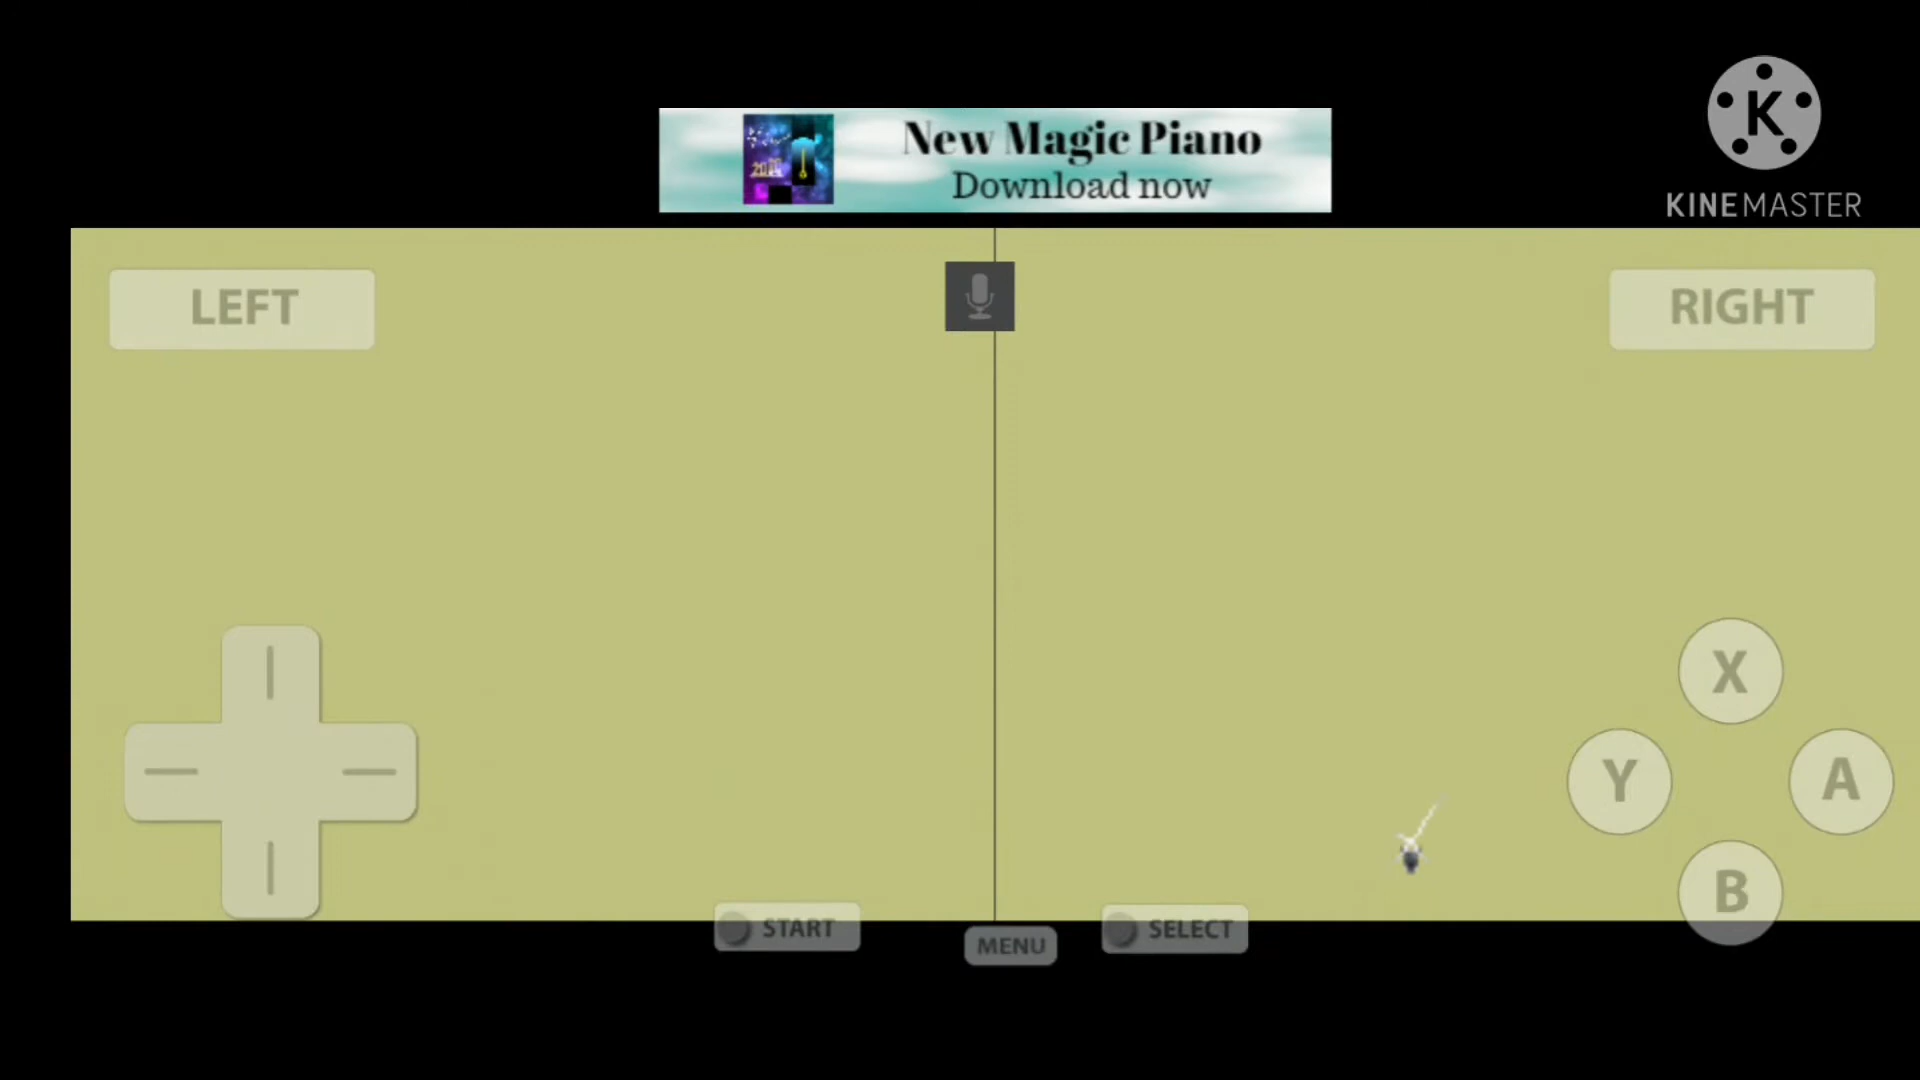 New Magic Piano
Download now
K
KINEMASTER
LEFT
RIGHT
X
Y
A
B
START
MENU
SELECT